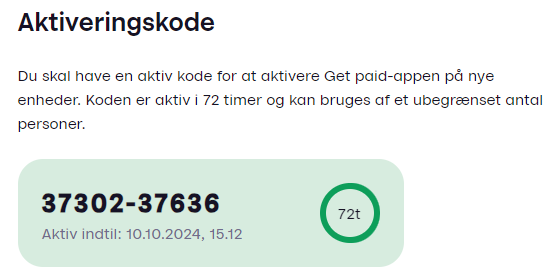 Aktiveringskode
Du skal have en aktiv kode for at aktivere Get paid-appen på nye
enheder. Koden er aktiv i 72 timer og kan bruges af et ubegrænset antal
personer.
37302-37636
72t
Aktiv indtil: 10.10.2024, 15.12